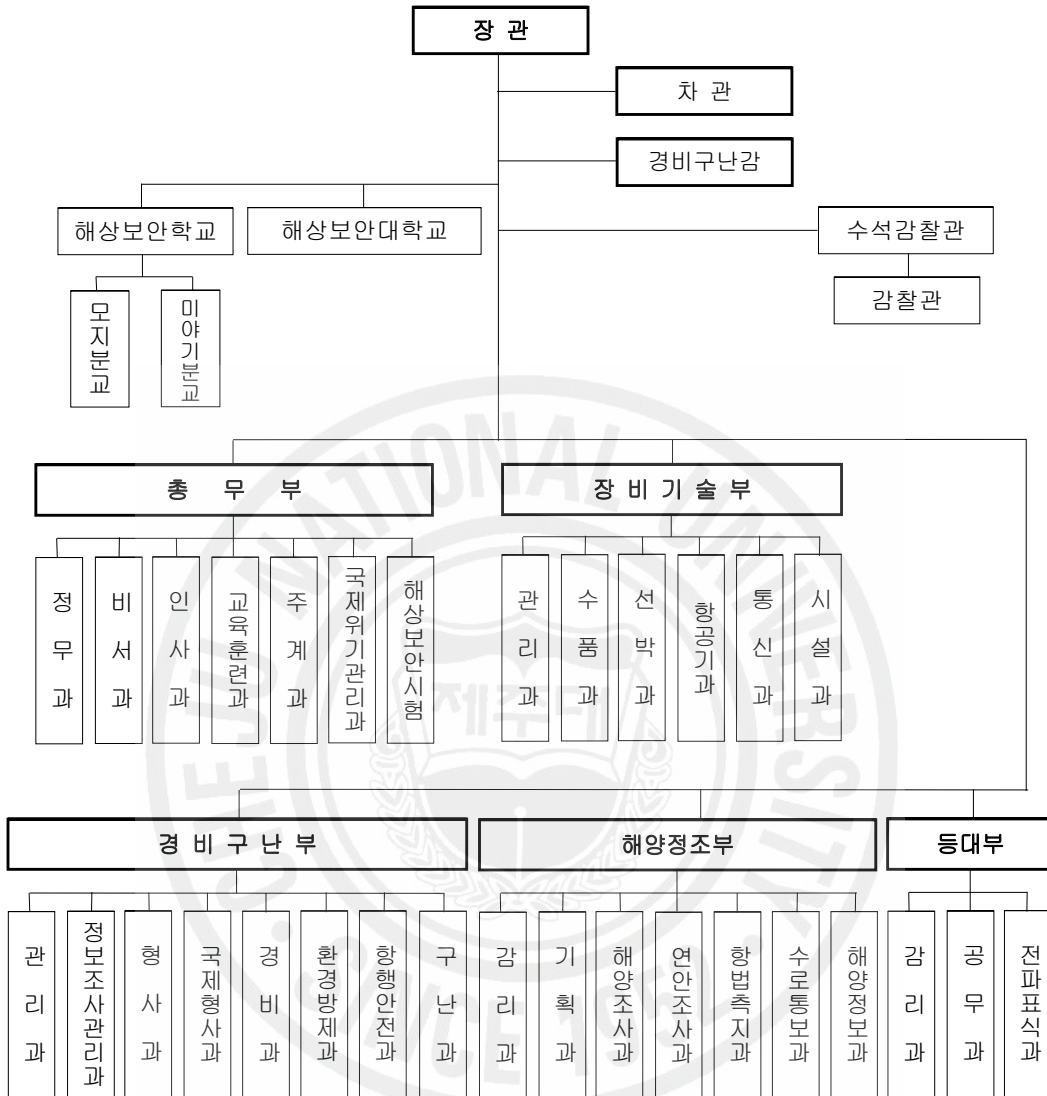 장 관
차 관
경비구난감
해상보안학교
해상보안대학교
수석감찰관
감찰관
모지분교
미야기분교
총 무 부
장 비 기 술 부
정 무 과
비 서 과
인 사 과
교육훈련과
주 계 과
국제위기관리과
해상보안시험
관 리 과
수 품 과
선 박 과
항공기과
통 신 과
시 설 과
경 비 구 난 부
해양정조부
등대부
관 리 과
정보조사관리과
형 사 과
국제형사과
경 비 과
환경방제과
항행안전과
구 난 과
감 리 과
기 획 과
해양조사과
연안조사과
항법측지과
수로통보과
해양정보과
감 리 과
공 무 과
전파표식과
CHEJU NATIONAL UNIVERSITY
제주대
SINCE 1952